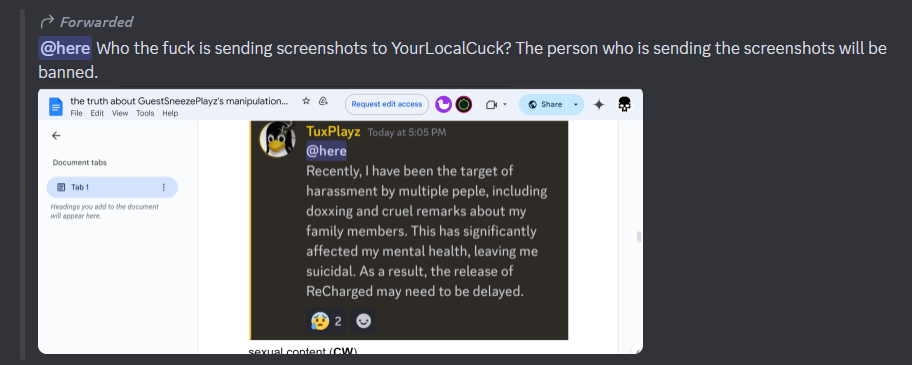 Forwarded
@here Who the fuck is sending screenshots to YourLocalCuck? The person who is sending the screenshots will be
banned.
the truth about GuestSneezePlayz's manipulation...
Request edit access
Share
File Edit View Tools Help
Document tabs
Tab 1
Headings you add to the document
will appear here.
TuxPlayz Today at 5:05 PM
@here
Recently, I have been the target of
harassment by multiple peple, including
doxxing and cruel remarks about my
family members. This has significantly
affected my mental health, leaving me
suicidal. As a result, the release of
ReCharged may need to be delayed.
2
sexual content (CW)